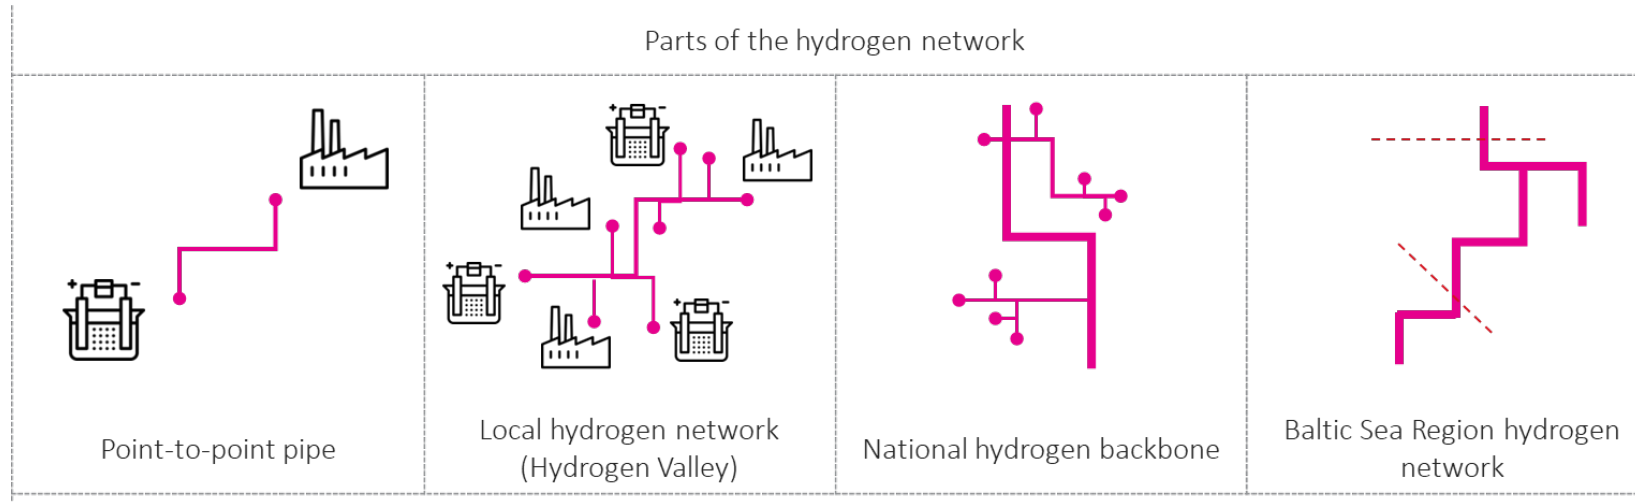 Parts of the hydrogen network
Point-to-point pipe
Local hydrogen network
(Hydrogen Valley)
National hydrogen backbone
Baltic Sea Region hydrogen
network